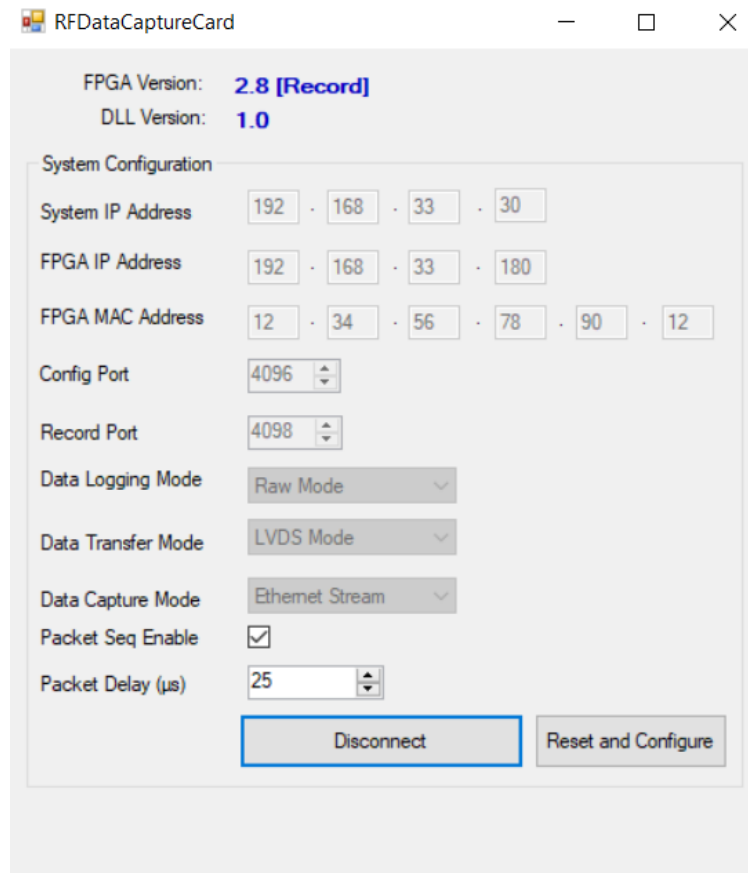 RFDataCaptureCard
FPGA Version: 2.8 [Record]
DLL Version: 1.0
System Configuration
System IP Address 192 . 168 . 33 . 30
FPGA IP Address 192 . 168 . 33 . 180
FPGA MAC Address 12 . 34 . 56 . 78 . 90 . 12
Config Port 4096
Record Port 4098
Data Logging Mode Raw Mode
Data Transfer Mode LVDS Mode
Data Capture Mode Ethernet Stream
Packet Seq Enable
Packet Delay (µs) 25
Disconnect Reset and Configure